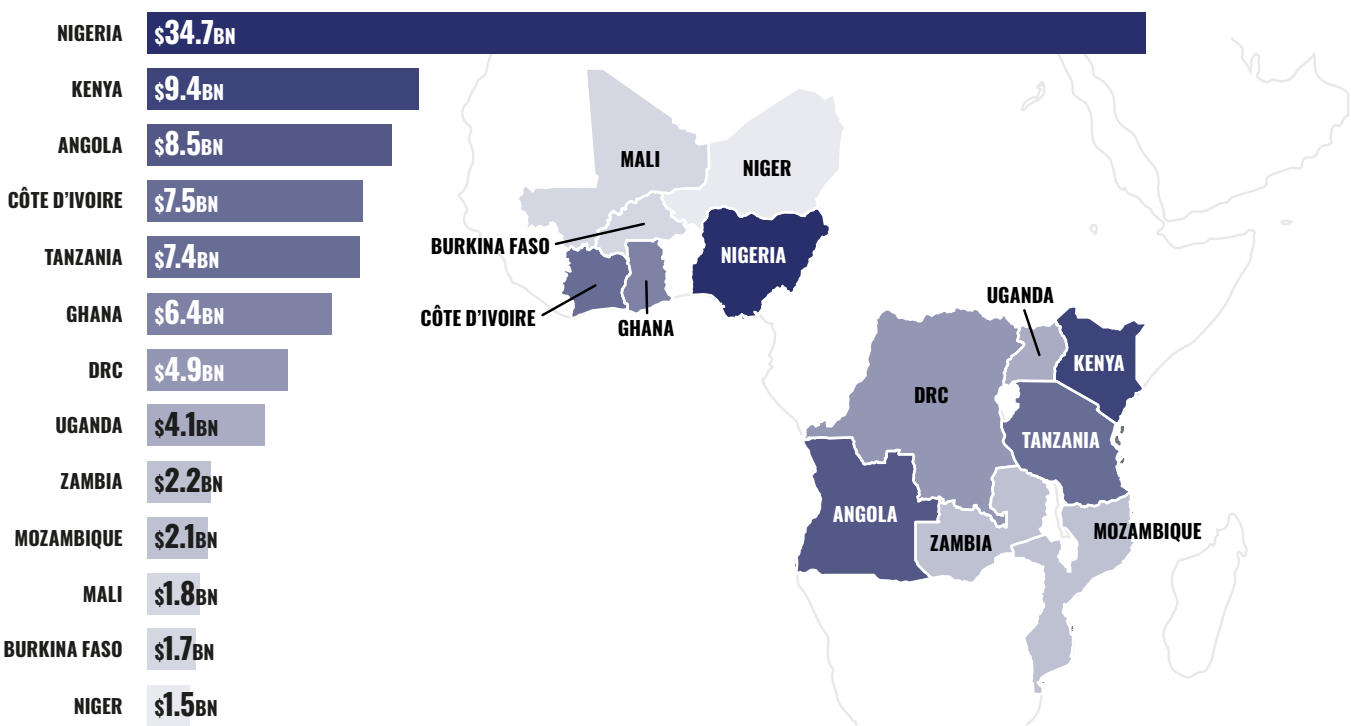 NIGERIA $34.7BN
KENYA $9.4BN
ANGOLA $8.5BN
CÔTE D’IVOIRE $7.5BN
TANZANIA $7.4BN
GHANA $6.4BN
DRC $4.9BN
UGANDA $4.1BN
ZAMBIA $2.2BN
MOZAMBIQUE $2.1BN
MALI $1.8BN
BURKINA FASO $1.7BN
NIGER $1.5BN
MALI
NIGER
BURKINA FASO
NIGERIA
CÔTE D’IVOIRE
GHANA
UGANDA
KENYA
DRC
TANZANIA
ANGOLA
ZAMBIA
MOZAMBIQUE